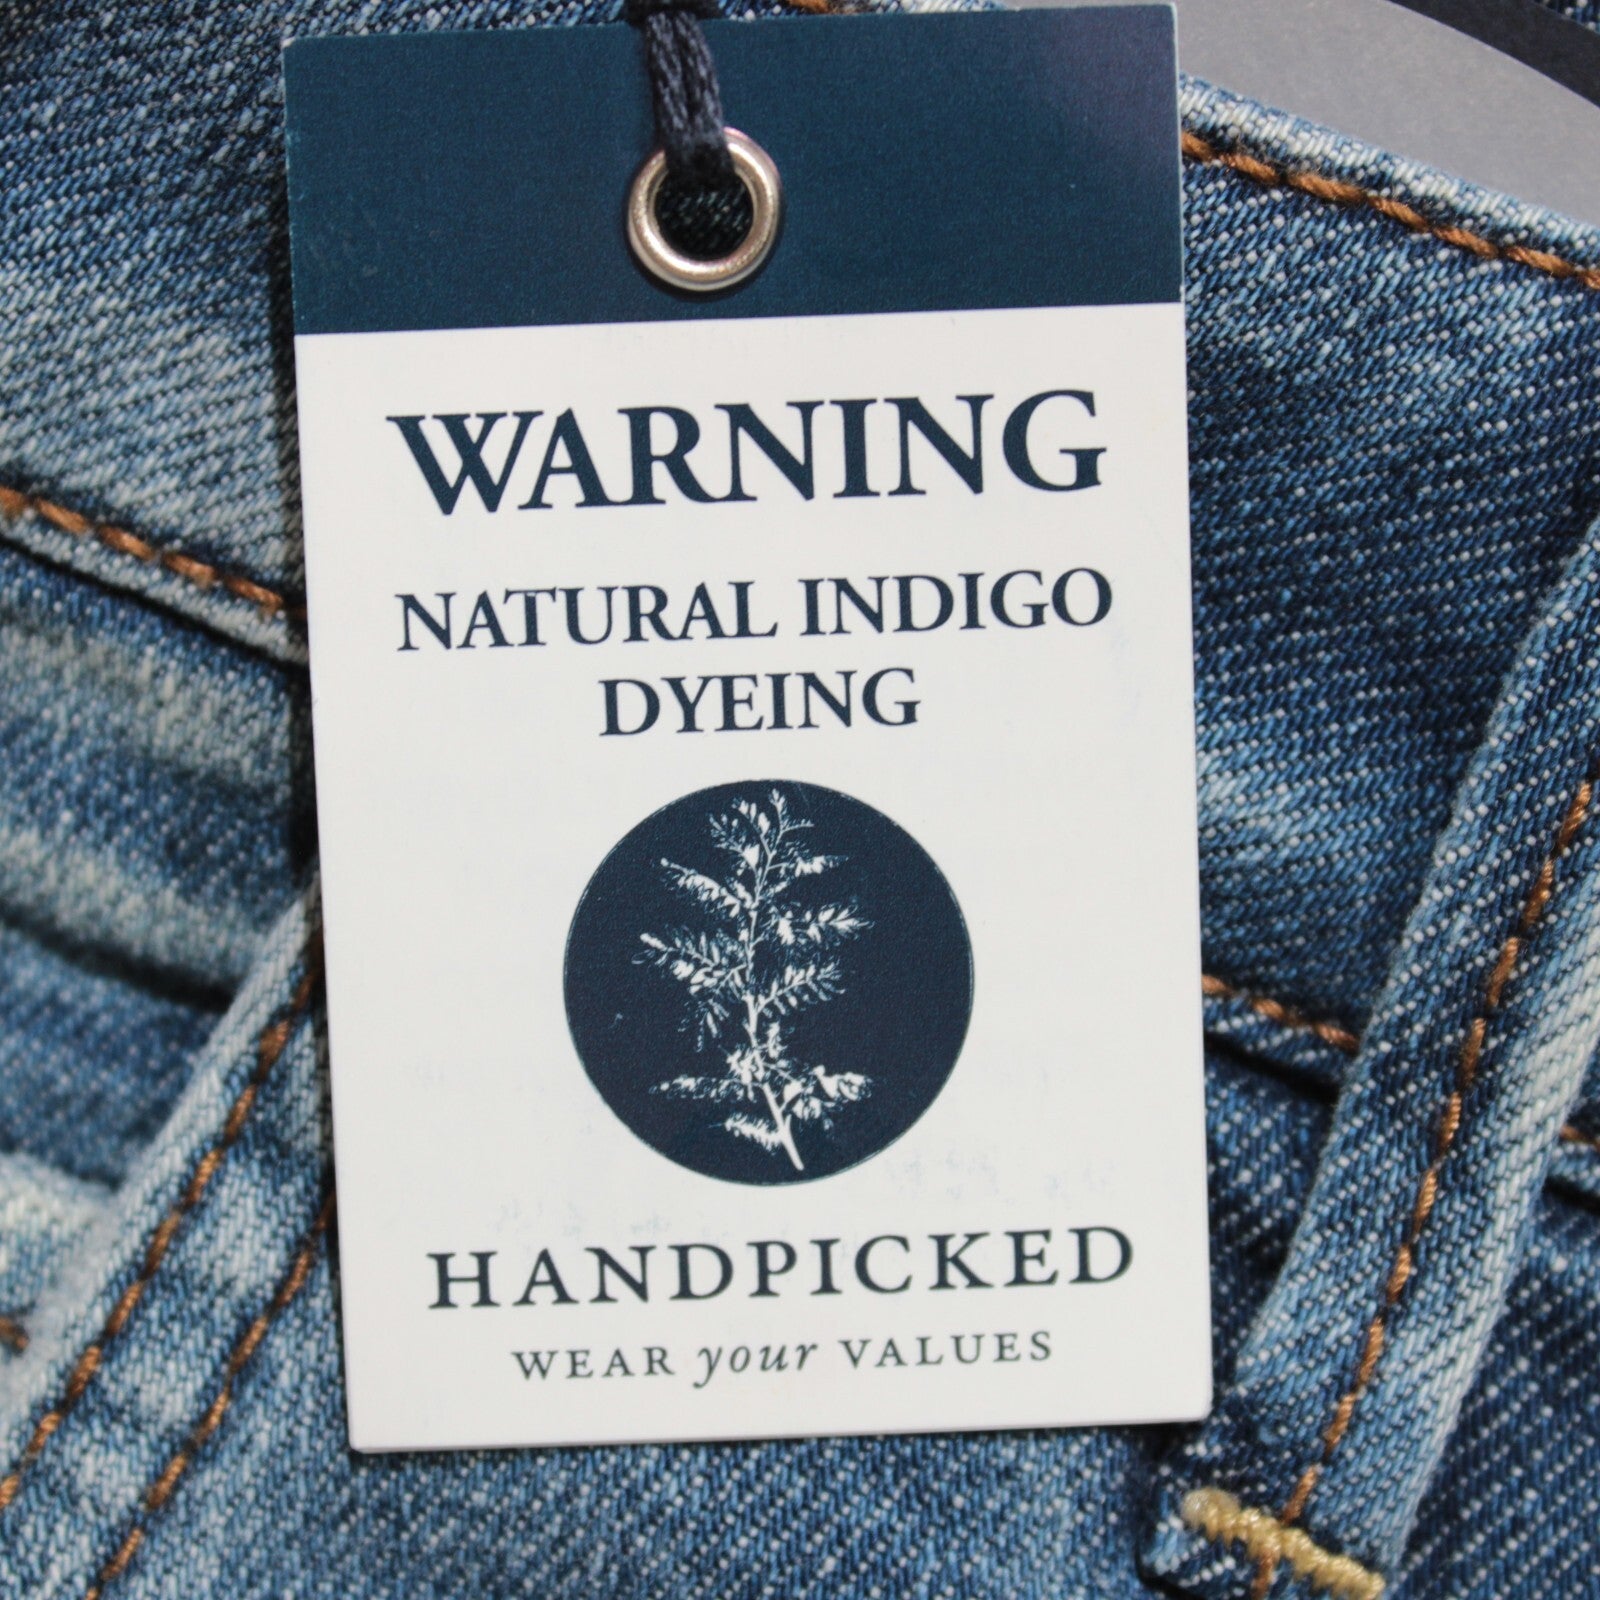 WARNING
NATURAL INDIGO
DYEING
HANDPICKED
WEAR your VALUES